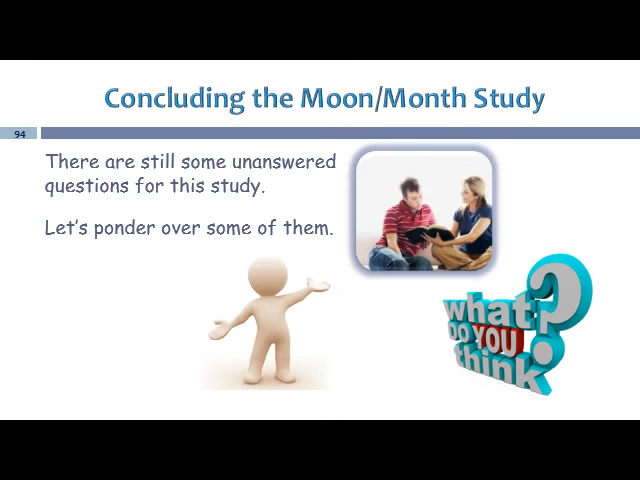 Concluding the Moon/Month Study
94
There are still some unanswered
questions for this study.
Let's ponder over some of them.
what
DO YOU
think
?